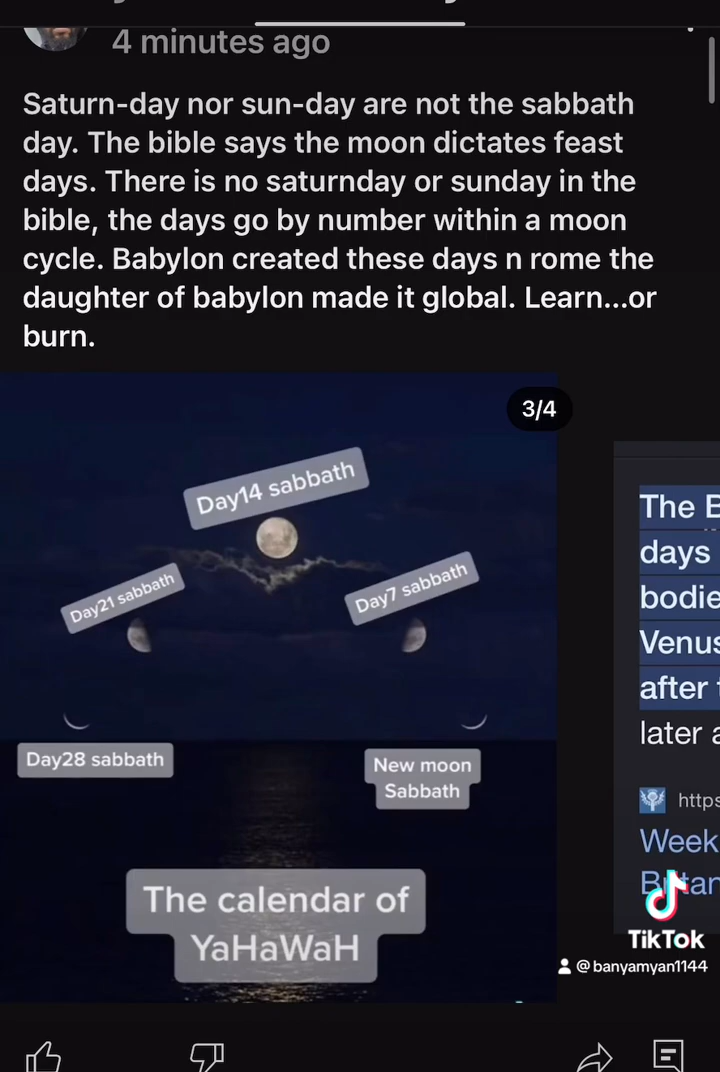 4 minutes ago
Saturn-day nor sun-day are not the sabbath
day. The bible says the moon dictates feast
days. There is no saturnday or sunday in the
bible, the days go by number within a moon
cycle. Babylon created these days n rome the
daughter of babylon made it global. Learn...or
burn.
3/4
Day14 sabbath
Day21 sabbath
Day7 sabbath
Day28 sabbath
New moon
Sabbath
The calendar of
YaHaWaH
The
days
after
later
Week
TikTok
@banyamyan1144